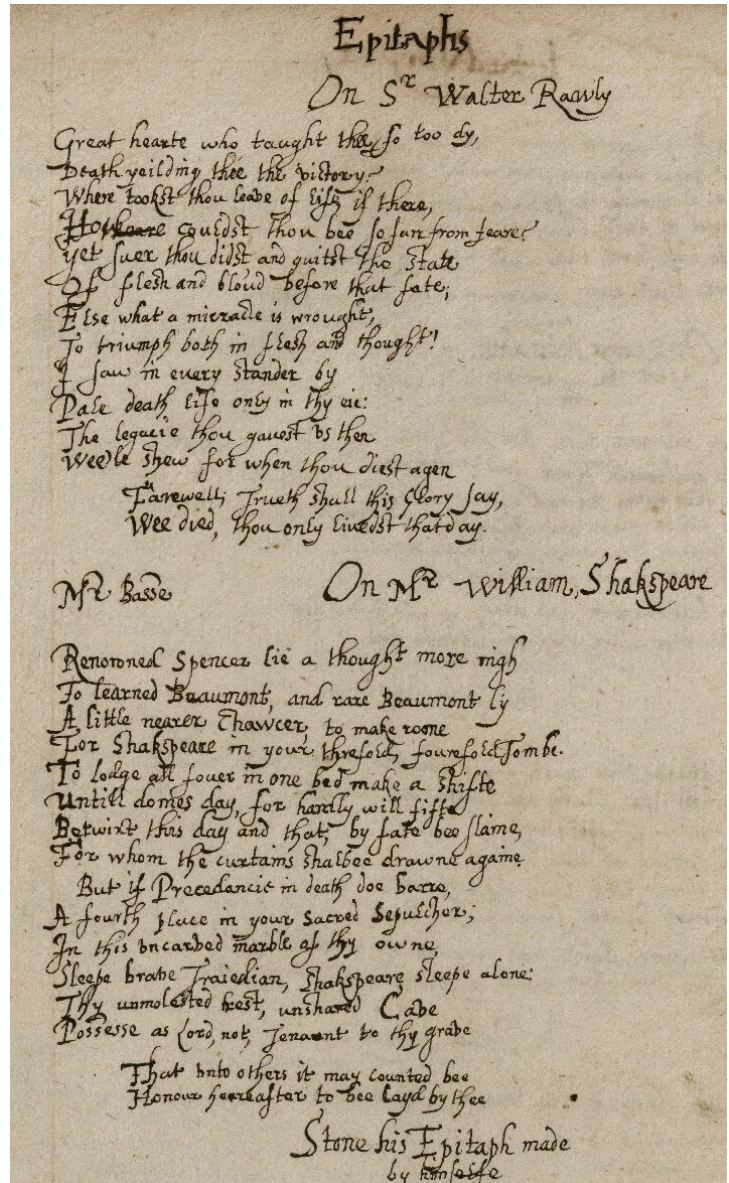 Epitaphs
On Sr Walter Rawly
Great hearte who taught thee so too dy,
Death yeilding thee the victory?
Where tookst thou leave of life if there,
How couldst thou bee so farr from feare?
Yet suer thou didst and quitst the state
Of flesh and bloud before that fate;
Else what a mirracle is wrought,
To triumph both in flesh and thought!
I saw in every stander by
Pale death life only in thy eie:
The legacie thou gavest us then
Weele shew for when thou diest agen
Farewell; Trueth shall this Glory say,
Wee died, thou only livedst that day.
Mr Basse
On Mr William, Shakspeare
Renowned Spencer lie a thought more nigh
To learned Beaumont, and rare Beaumont ly
A little nearer Chawcer, to make roome
For Shakspeare in your threfold, fourefold Tombe.
To lodge all fouer in one bed make a shifte
Untill domes day, for hardly will fifte
Betwixt this day and that, by fate bee slaine,
For whom the curtains shalbee drawne againe
But if Precedancie in death doe barre,
A fourth place in your sacred Sepulcher;
In this uncarved marble of thy owne,
Sleepe brave Traiedian, Shakspeare sleepe alone:
Thy unmolested rest, unshared Cave
Possesse as Lord, not Tenaunt to thy grave
That unto others it may counted bee
Honour hereafter to bee layd by thee
Stone his Epitaph made
by himselfe